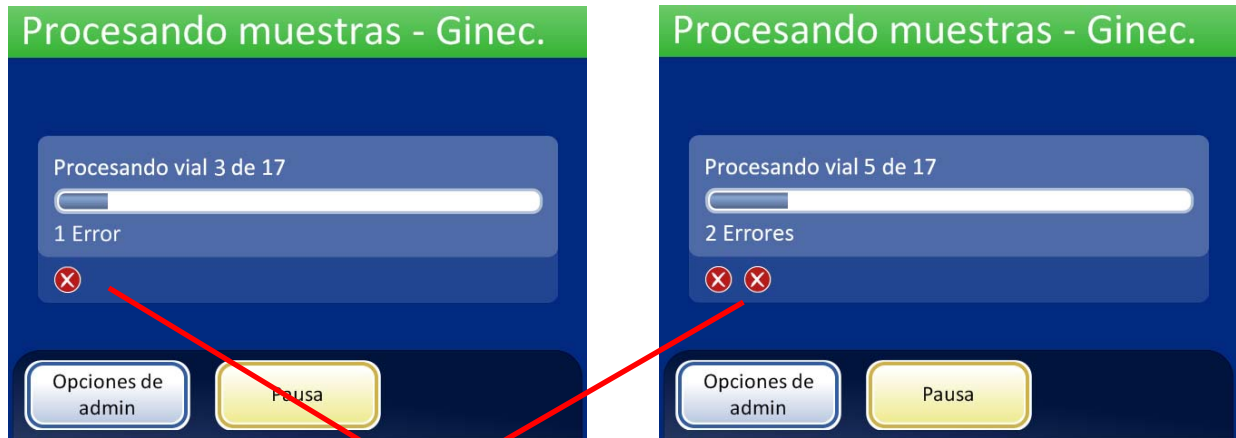 Procesando muestras - Ginec.
Procesando vial 3 de 17
1 Error
Opciones de
admin
Pausa
Procesando muestras - Ginec.
Procesando vial 5 de 17
2 Errores
Opciones de
admin
Pausa